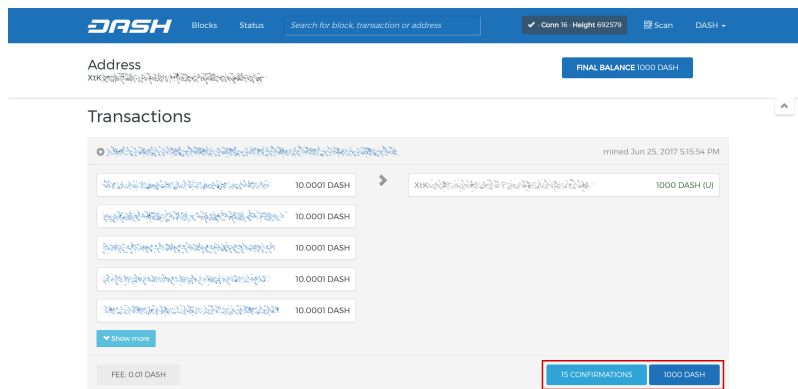 DASH Blocks Status Search for block, transaction or address ✔ · Conn 16 · Height 692579 Scan DASH
Address
XtK
FINAL BALANCE 1000 DASH
Transactions
mined Jun 25, 2017 5:15:54 PM
10.0001 DASH
XtK 1000 DASH (U)
10.0001 DASH
10.0001 DASH
10.0001 DASH
10.0001 DASH
Show more
FEE: 0.01 DASH 15 CONFIRMATIONS 1000 DASH